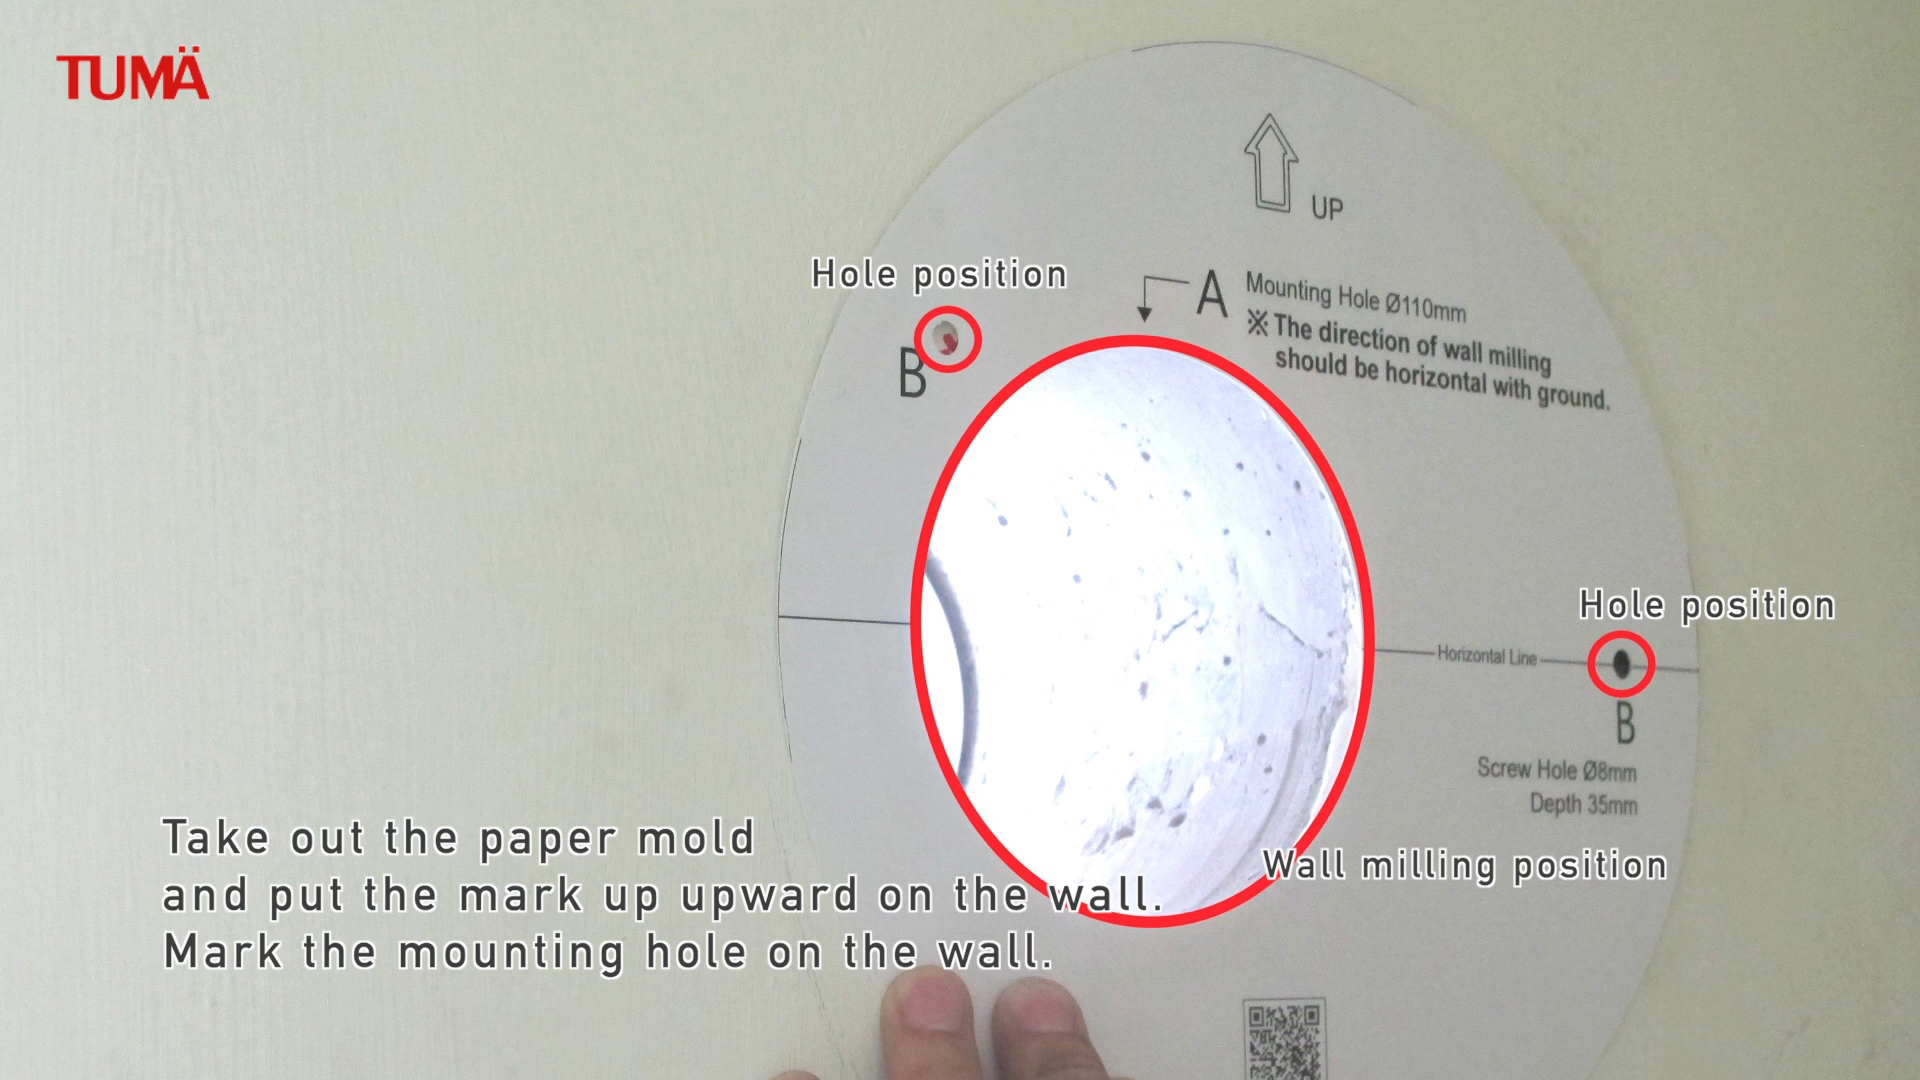 TUMÄ
UP
Hole position
A
Mounting Hole Ø110mm
※ The direction of wall milling
should be horizontal with ground.
B
Hole position
Horizontal Line
B
Screw Hole Ø8mm
Depth 35mm
Wall milling position
Take out the paper mold
and put the mark up upward on the wall.
Mark the mounting hole on the wall.